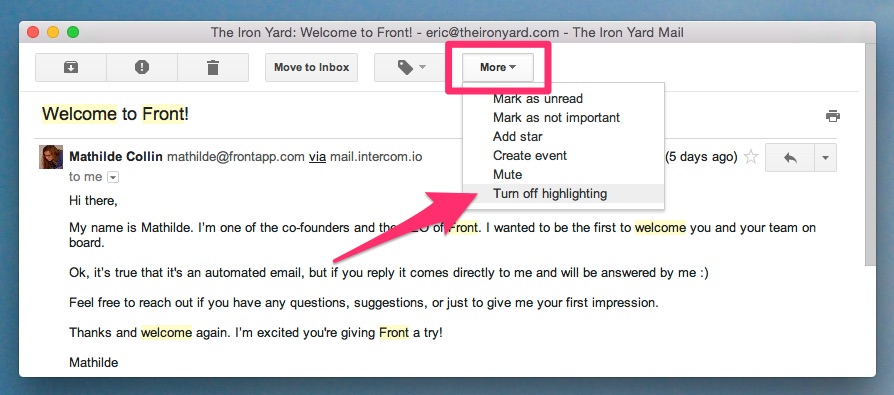 The Iron Yard: Welcome to Front! - eric@theironyard.com - The Iron Yard Mail
Move to Inbox
More
Mark as unread
Mark as not important
Add star
Create event
Mute
Turn off highlighting
Welcome to Front!
Mathilde Collin mathilde@frontapp.com via mail.intercom.io
(5 days ago)
to me
Hi there,
My name is Mathilde. I'm one of the co-founders and the CEO of Front. I wanted to be the first to welcome you and your team on
board.
Ok, it's true that it's an automated email, but if you reply it comes directly to me and will be answered by me :)
Feel free to reach out if you have any questions, suggestions, or just to give me your first impression.
Thanks and welcome again. I'm excited you're giving Front a try!
Mathilde